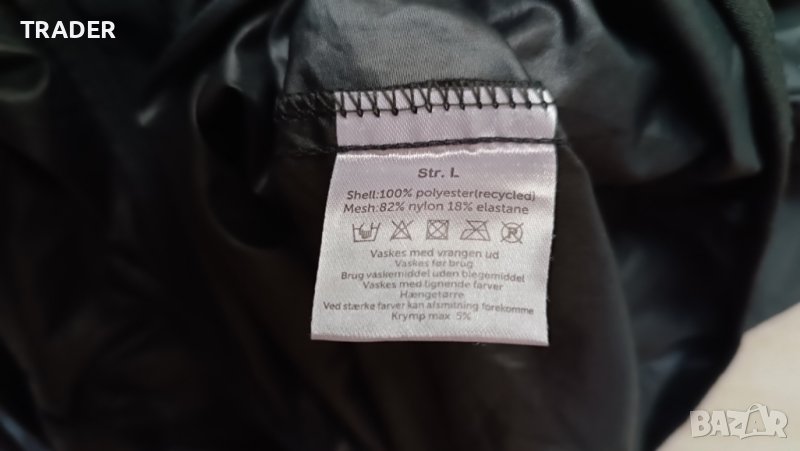 TRADER
Str. L
Shell:100% polyester(recycled)
Mesh:82% nylon 18% elastane
Vaskes med vrangen ud
Vaskes før brug
Brug vaskemiddel uden blegemiddel
Vaskes med lignende farver
Hængetørre
Ved stærke farver kan afsmitning forekomme
Krymp max 5%
BAZAR